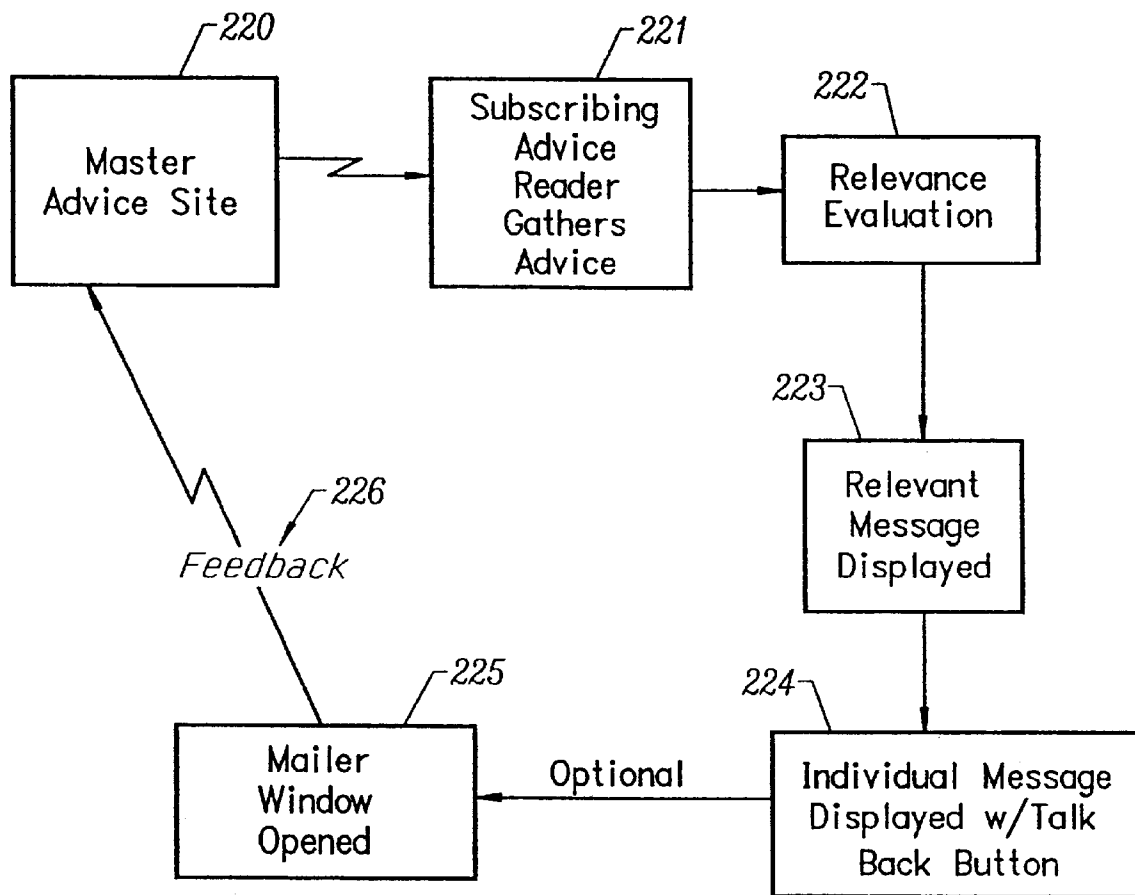 220
Master
Advice Site
221
Subscribing
Advice
Reader
Gathers
Advice
222
Relevance
Evaluation
223
Relevant
Message
Displayed
224
Individual Message
Displayed w/Talk
Back Button
Optional
225
Mailer
Window
Opened
226
Feedback